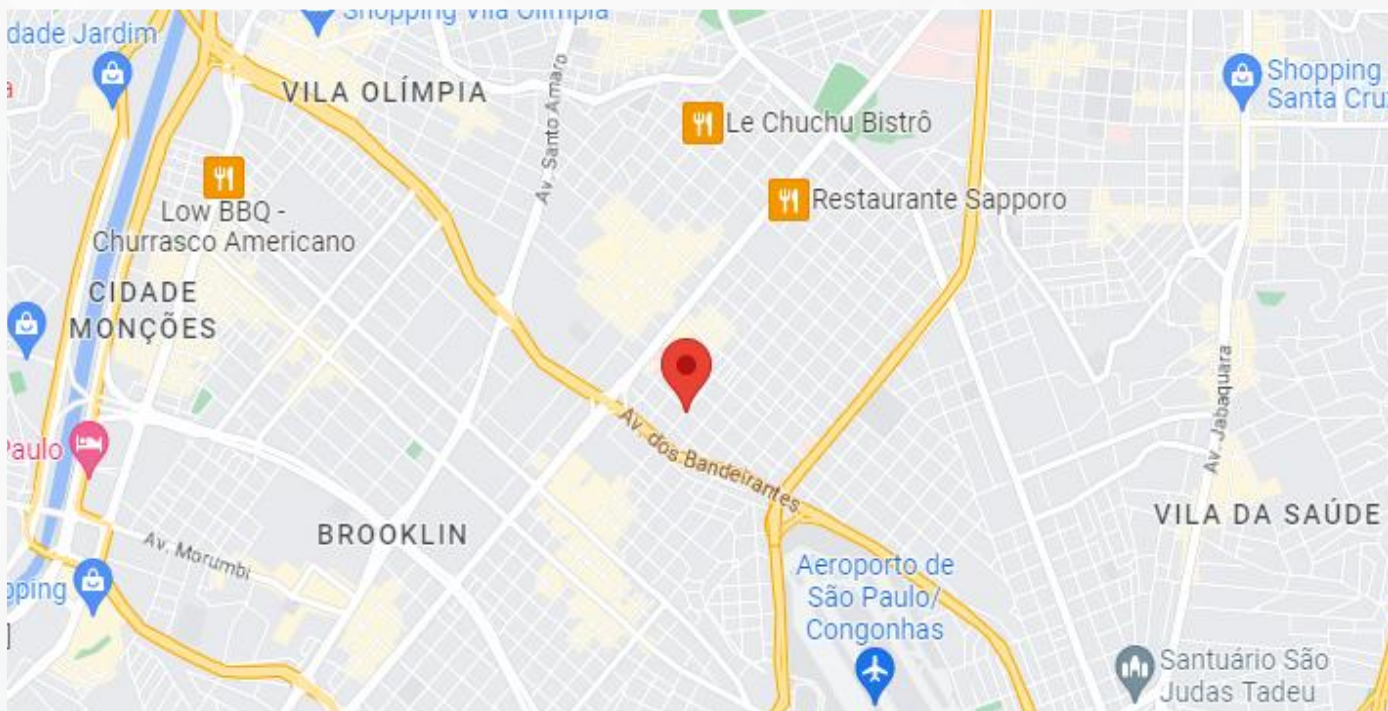 Shopping Vila Olímpia
dade Jardim
VILA OLÍMPIA
Shopping
Santa Cruz
Le Chuchu Bistrô
Av. Santo Amaro
Low BBQ -
Churrasco Americano
Restaurante Sapporo
CIDADE
MONÇÕES
Av. Jabaquara
Paulo
Av. dos Bandeirantes
BROOKLIN
VILA DA SAÚDE
Av. Morumbi
Aeroporto de
São Paulo/
Congonhas
pping
Santuário São
Judas Tadeu